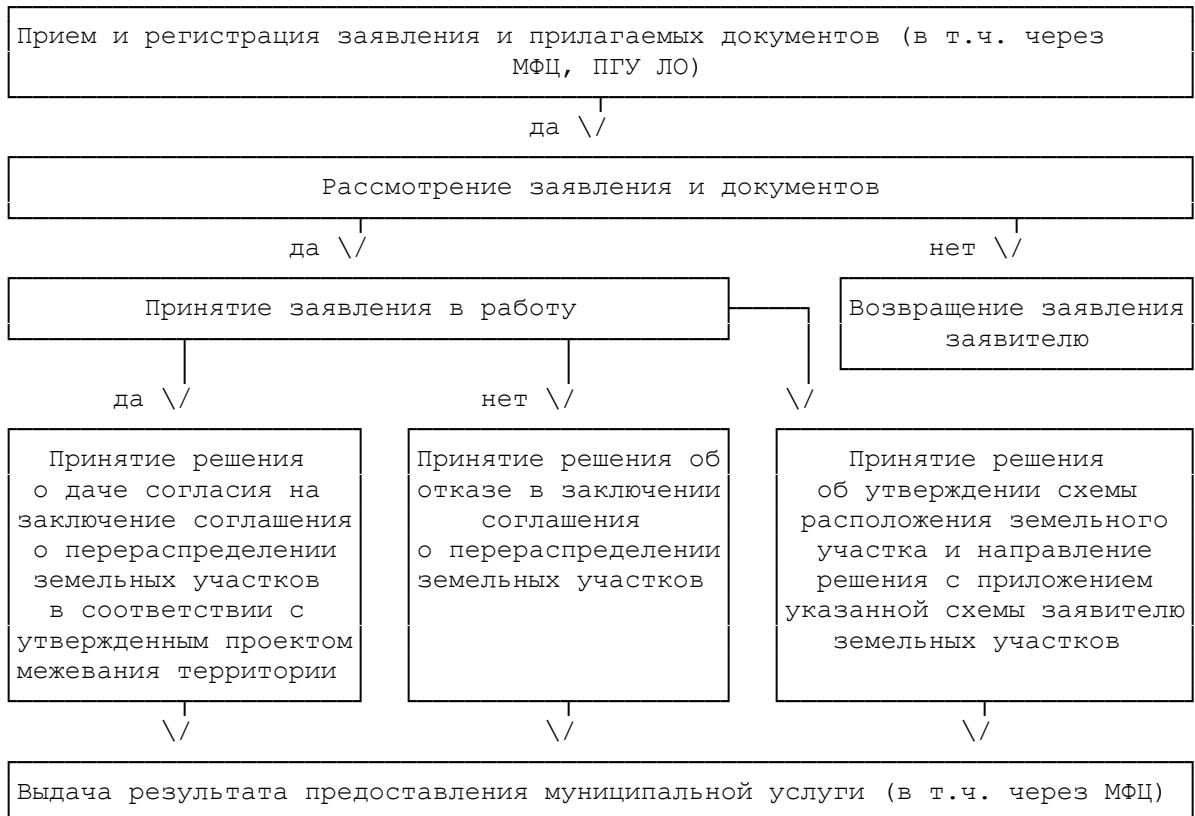 Прием и регистрация заявления и прилагаемых документов (в т.ч. через
МФЦ, ПГУ ЛО)
да \/
Рассмотрение заявления и документов
да \/
нет \/
Принятие заявления в работу
Возвращение заявления
заявителю
да \/
нет \/
\/
Принятие решения
о даче согласия на
заключение соглашения
о перераспределении
земельных участков
в соответствии с
утвержденным проектом
межевания территории
Принятие решения об
отказе в заключении
соглашения
о перераспределении
земельных участков
Принятие решения
об утверждении схемы
расположения земельного
участка и направление
решения с приложением
указанной схемы заявителю
земельных участков
\/
\/
\/
Выдача результата предоставления муниципальной услуги (в т.ч. через МФЦ)